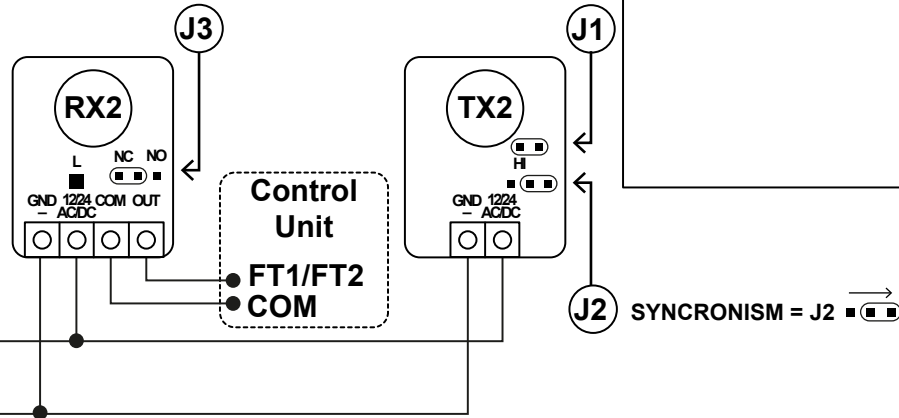 J3
J1
RX2
TX2
L
NC NO
HI
GND 12/24 COM OUT
– AC/DC
GND 12/24
– AC/DC
Control
Unit
FT1/FT2
COM
J2
SYNCRONISM = J2